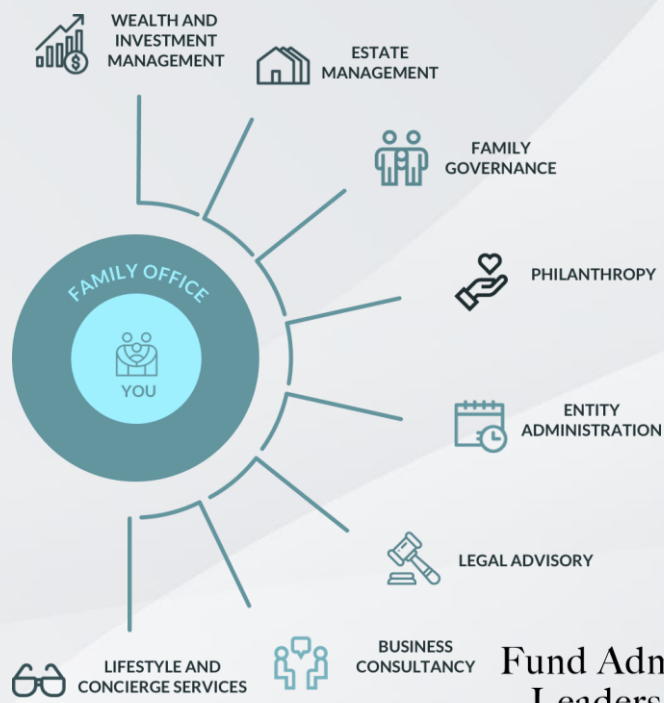 WEALTH AND
INVESTMENT
MANAGEMENT
ESTATE
MANAGEMENT
FAMILY
GOVERNANCE
PHILANTHROPY
FAMILY OFFICE
YOU
ENTITY
ADMINISTRATION
LEGAL ADVISORY
BUSINESS
CONSULTANCY
LIFESTYLE AND
CONCIERGE SERVICES
Fund Adm
Leaders